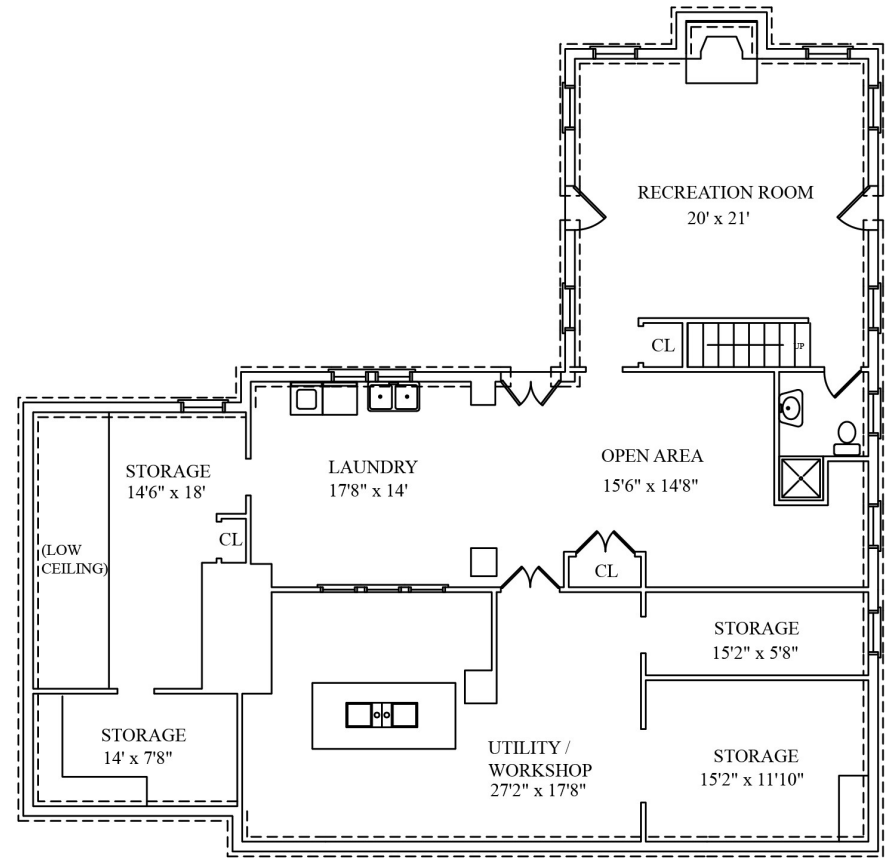 RECREATION ROOM
20' x 21'
CL
UP
STORAGE
14'6" x 18'
LAUNDRY
17'8" x 14'
OPEN AREA
15'6" x 14'8"
(LOW
CEILING)
CL
CL
STORAGE
15'2" x 5'8"
STORAGE
14' x 7'8"
UTILITY /
WORKSHOP
27'2" x 17'8"
STORAGE
15'2" x 11'10"